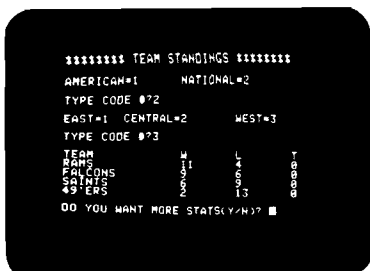 ******** TEAM STANDINGS ********
AMERICAN=1 NATIONAL=2
TYPE CODE #?2
EAST=1 CENTRAL=2 WEST=3
TYPE CODE #?3
TEAM W L T
RAMS 11 4 0
FALCONS 9 6 0
SAINTS 6 9 0
49'ERS 2 13 0
DO YOU WANT MORE STATS(Y/N)?